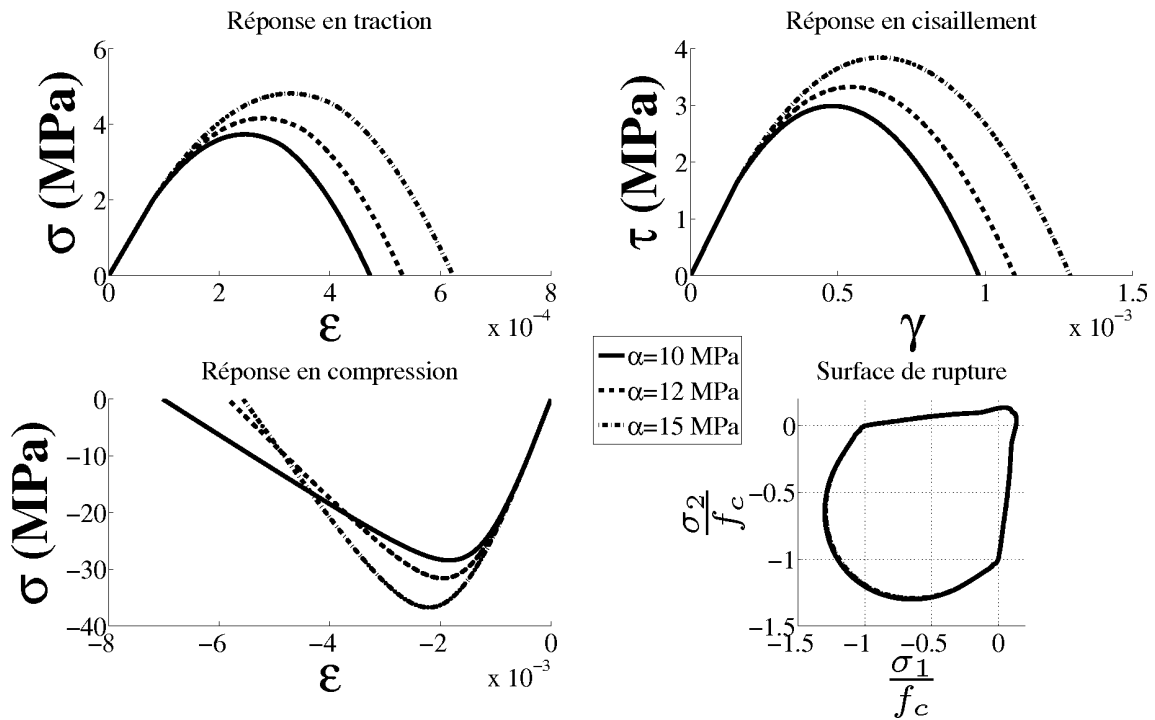 Réponse en traction
6
4
2
0
σ (MPa)
0 2 4 6 8
x 10⁻⁴
ε
Réponse en cisaillement
4
3
2
1
0
τ (MPa)
0 0.5 1 1.5
x 10⁻³
γ
α=10 MPa
α=12 MPa
α=15 MPa
Réponse en compression
0
−10
−20
−30
−40
σ (MPa)
−8 −6 −4 −2 0
x 10⁻³
ε
Surface de rupture
0
−0.5
−1
−1.5
σ₂/f_c
−1.5 −1 −0.5 0
σ₁/f_c